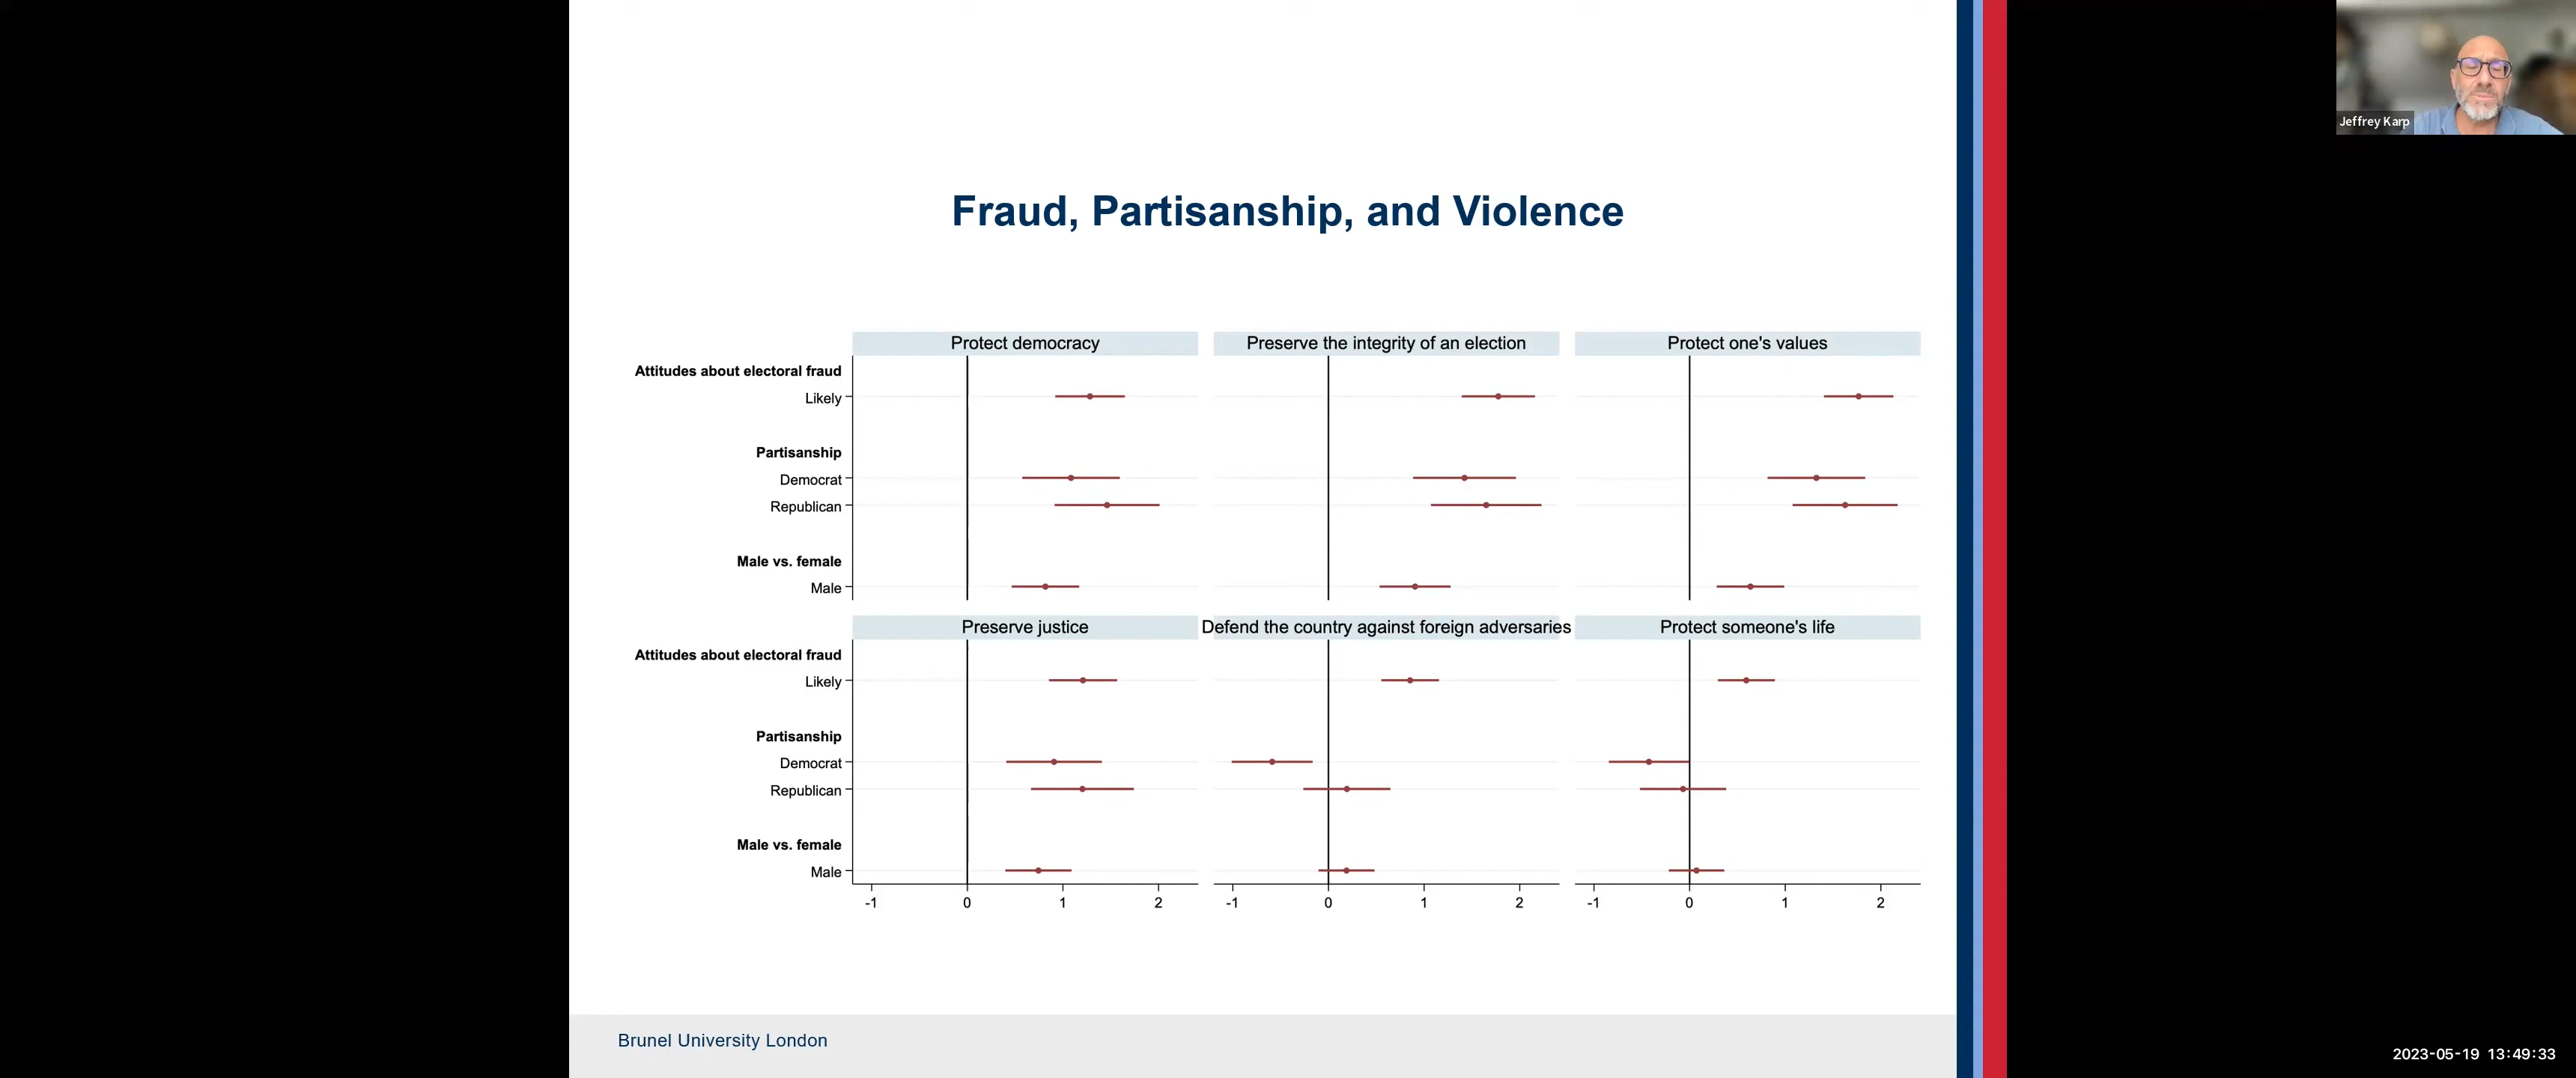 Jeffrey Karp
Fraud, Partisanship, and Violence
Protect democracy
Preserve the integrity of an election
Protect one's values
Attitudes about electoral fraud
Likely
Partisanship
Democrat
Republican
Male vs. female
Male
Preserve justice
Defend the country against foreign adversaries
Protect someone's life
Attitudes about electoral fraud
Likely
Partisanship
Democrat
Republican
Male vs. female
Male
-1 0 1 2
-1 0 1 2
-1 0 1 2
Brunel University London
2023-05-19 13:49:33